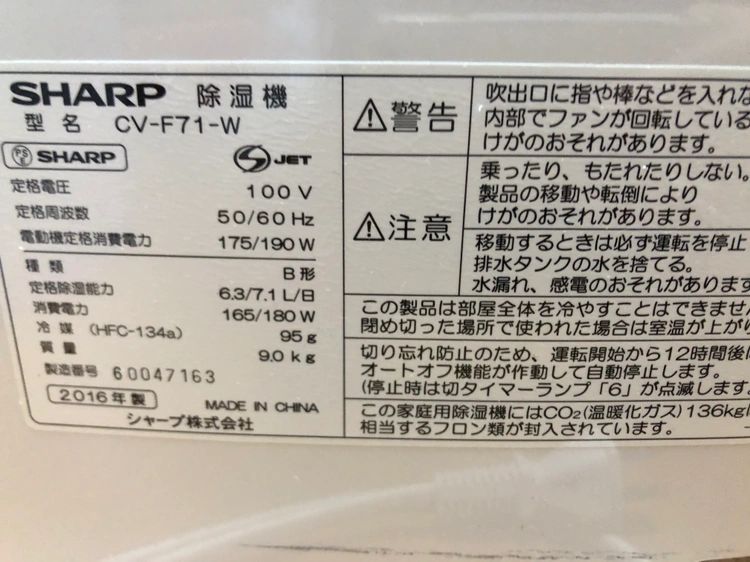 SHARP 除湿機
型名 CV-F71-W
PS E SHARP
S JET
定格電圧 100 V
定格周波数 50/60 Hz
電動機定格消費電力 175/190 W
種類 B形
定格除湿能力 6.3/7.1 L/日
消費電力 165/180 W
冷媒 (HFC-134a) 95 g
質量 9.0 kg
製造番号 60047163
2016年製 MADE IN CHINA
シャープ株式会社
⚠警告
吹出口に指や棒などを入れな
内部でファンが回転している
けがのおそれがあります。
⚠注意
乗ったり、もたれたりしない。
製品の移動や転倒により
けがのおそれがあります。
移動するときは必ず運転を停止
排水タンクの水を捨てる。
水漏れ、感電のおそれがあります
この製品は部屋全体を冷やすことはできません
閉め切った場所で使われた場合は室温が上がり
切り忘れ防止のため、運転開始から12時間後に
オートオフ機能が作動して自動停止します。
(停止時は切タイマーランプ「6」が点滅します。
この家庭用除湿機にはCO₂(温暖化ガス)136kg
相当するフロン類が封入されています。